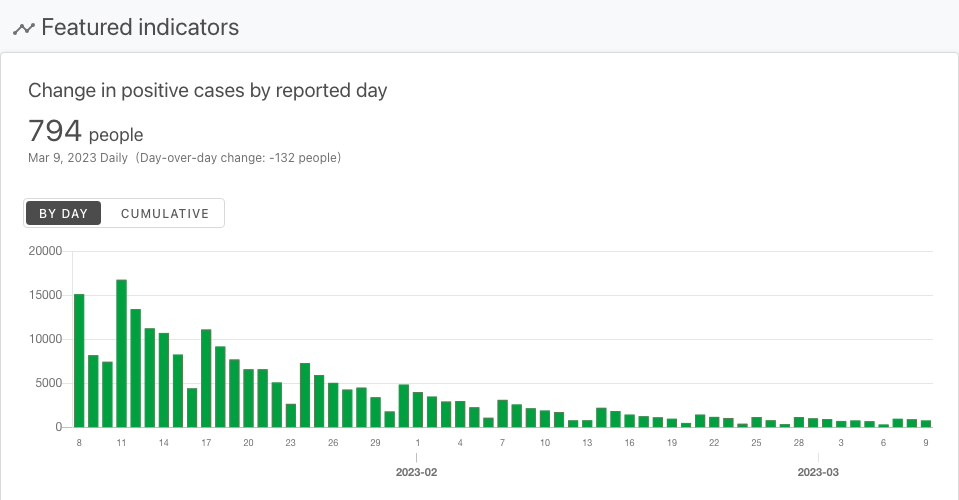 Featured indicators
Change in positive cases by reported day
794 people
Mar 9, 2023 Daily (Day-over-day change: -132 people)
BY DAY CUMULATIVE
20000
15000
10000
5000
0
8 11 14 17 20 23 26 29 1 4 7 10 13 16 19 22 25 28 3 6 9
2023-02 2023-03